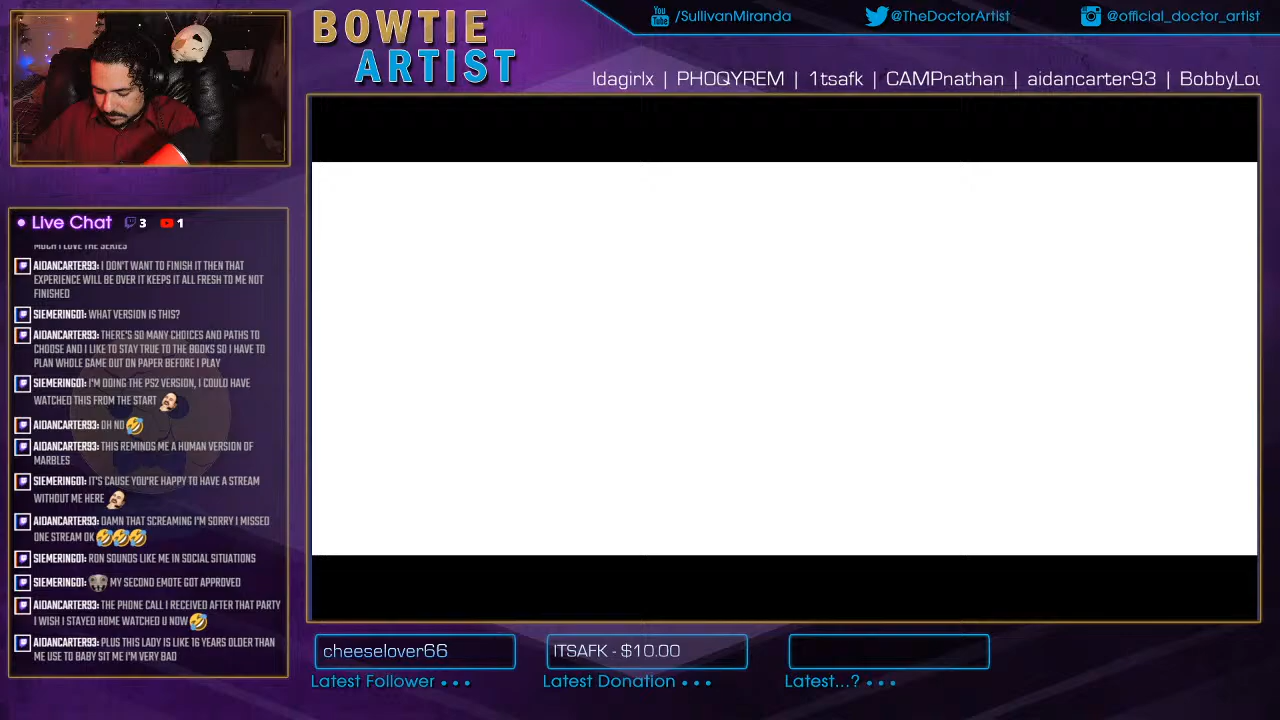 BOWTIE
ARTIST
You
Tube
/SullivanMiranda
@TheDoctorArtist
@official_doctor_artist
ldagirlx | PH0QYREM | 1tsafk | CAMPnathan | aidancarter93 | BobbyLou
Live Chat 3 1
MUCH I LOVE THE SERIES
AIDANCARTER93: I DON'T WANT TO FINISH IT THEN THAT
EXPERIENCE WILL BE OVER IT KEEPS IT ALL FRESH TO ME NOT
FINISHED
SIEMERING01: WHAT VERSION IS THIS?
AIDANCARTER93: THERE'S SO MANY CHOICES AND PATHS TO
CHOOSE AND I LIKE TO STAY TRUE TO THE BOOKS SO I HAVE TO
PLAN WHOLE GAME OUT ON PAPER BEFORE I PLAY
SIEMERING01: I'M DOING THE PS2 VERSION, I COULD HAVE
WATCHED THIS FROM THE START
AIDANCARTER93: OH NO 🤣
AIDANCARTER93: THIS REMINDS ME A HUMAN VERSION OF
MARBLES
SIEMERING01: IT'S CAUSE YOU'RE HAPPY TO HAVE A STREAM
WITHOUT ME HERE
AIDANCARTER93: DAMN THAT SCREAMING I'M SORRY I MISSED
ONE STREAM OK 🤣🤣🤣
SIEMERING01: RON SOUNDS LIKE ME IN SOCIAL SITUATIONS
SIEMERING01: MY SECOND EMOTE GOT APPROVED
AIDANCARTER93: THE PHONE CALL I RECEIVED AFTER THAT PARTY
I WISH I STAYED HOME WATCHED U NOW 🤣
AIDANCARTER93: PLUS THIS LADY IS LIKE 16 YEARS OLDER THAN
ME USE TO BABY SIT ME I'M VERY BAD
cheeselover66
Latest Follower • • •
ITSAFK - $10.00
Latest Donation • • •
Latest...? • • •